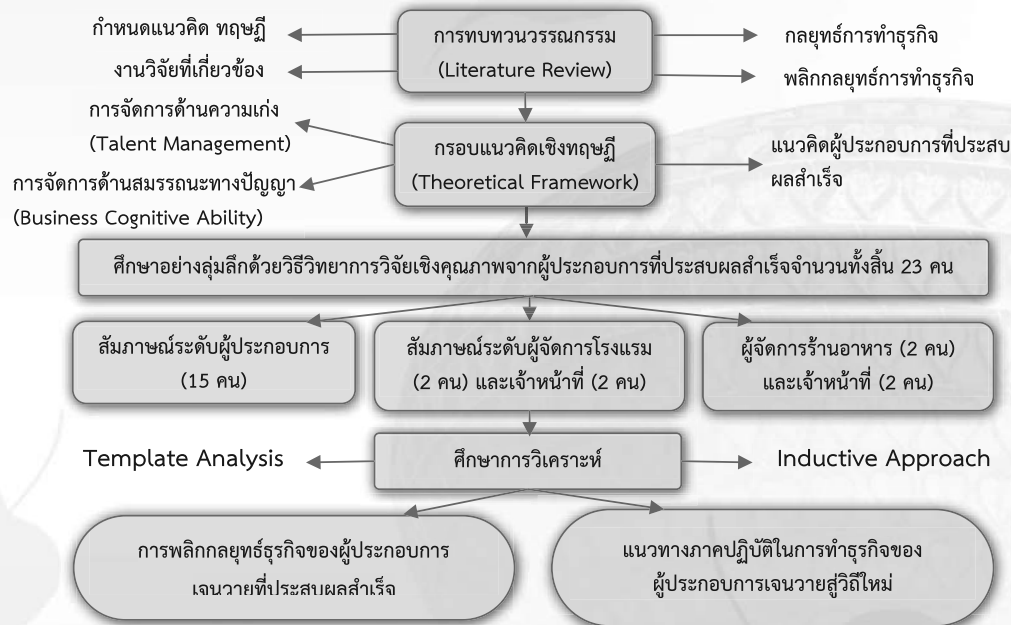 กำหนดแนวคิด ทฤษฎี
งานวิจัยที่เกี่ยวข้อง
การทบทวนวรรณกรรม
(Literature Review)
กลยุทธ์การทำธุรกิจ
พลิกกลยุทธ์การทำธุรกิจ
การจัดการด้านความเก่ง
(Talent Management)
การจัดการด้านสมรรถนะทางปัญญา
(Business Cognitive Ability)
กรอบแนวคิดเชิงทฤษฎี
(Theoretical Framework)
แนวคิดผู้ประกอบการที่ประสบ
ผลสำเร็จ
ศึกษาอย่างลุ่มลึกด้วยวิธีวิทยาการวิจัยเชิงคุณภาพจากผู้ประกอบการที่ประสบผลสำเร็จจำนวนทั้งสิ้น 23 คน
สัมภาษณ์ระดับผู้ประกอบการ
(15 คน)
สัมภาษณ์ระดับผู้จัดการโรงแรม
(2 คน) และเจ้าหน้าที่ (2 คน)
ผู้จัดการร้านอาหาร (2 คน)
และเจ้าหน้าที่ (2 คน)
Template Analysis
ศึกษาการวิเคราะห์
Inductive Approach
การพลิกกลยุทธ์ธุรกิจของผู้ประกอบการ
เจนวายที่ประสบผลสำเร็จ
แนวทางภาคปฏิบัติในการทำธุรกิจของ
ผู้ประกอบการเจนวายสู่วิถีใหม่